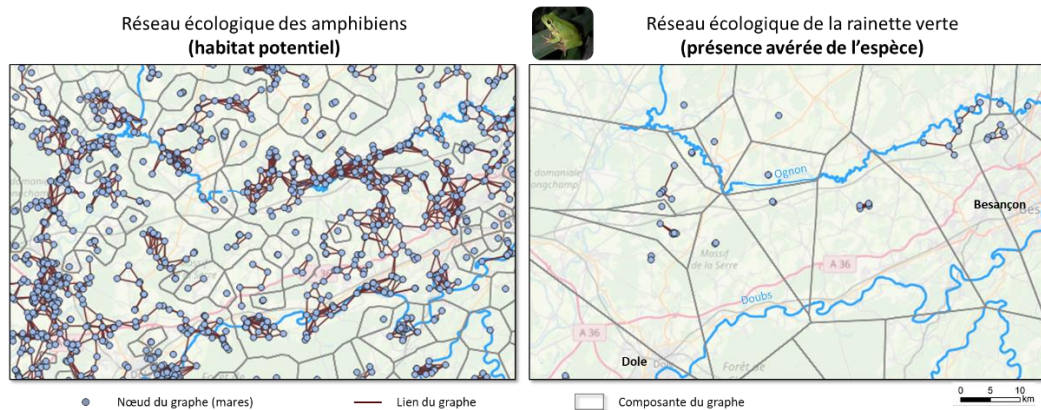 Réseau écologique des amphibiens
(habitat potentiel)
Réseau écologique de la rainette verte
(présence avérée de l'espèce)
domaniale
Ognon
Besançon
Massif
de la Serre
A 36
Doubs
A 36
Dole
Forêt de
Nœud du graphe (mares)
Lien du graphe
Composante du graphe
0 5 10
km